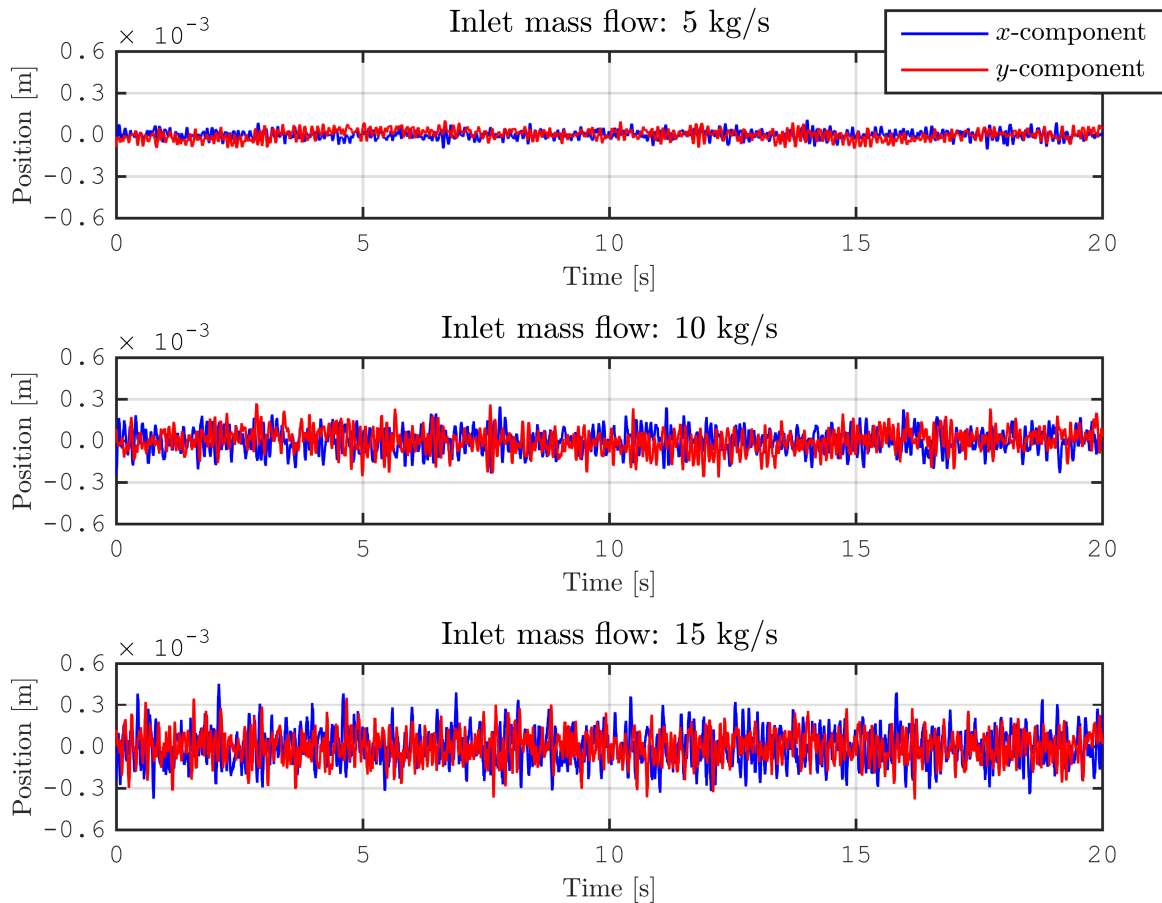 Inlet mass flow: 5 kg/s
× 10⁻³
x-component
y-component
0.6
0.3
0.0
-0.3
-0.6
Position [m]
0 5 10 15 20
Time [s]
Inlet mass flow: 10 kg/s
× 10⁻³
0.6
0.3
0.0
-0.3
-0.6
Position [m]
0 5 10 15 20
Time [s]
Inlet mass flow: 15 kg/s
× 10⁻³
0.6
0.3
0.0
-0.3
-0.6
Position [m]
0 5 10 15 20
Time [s]